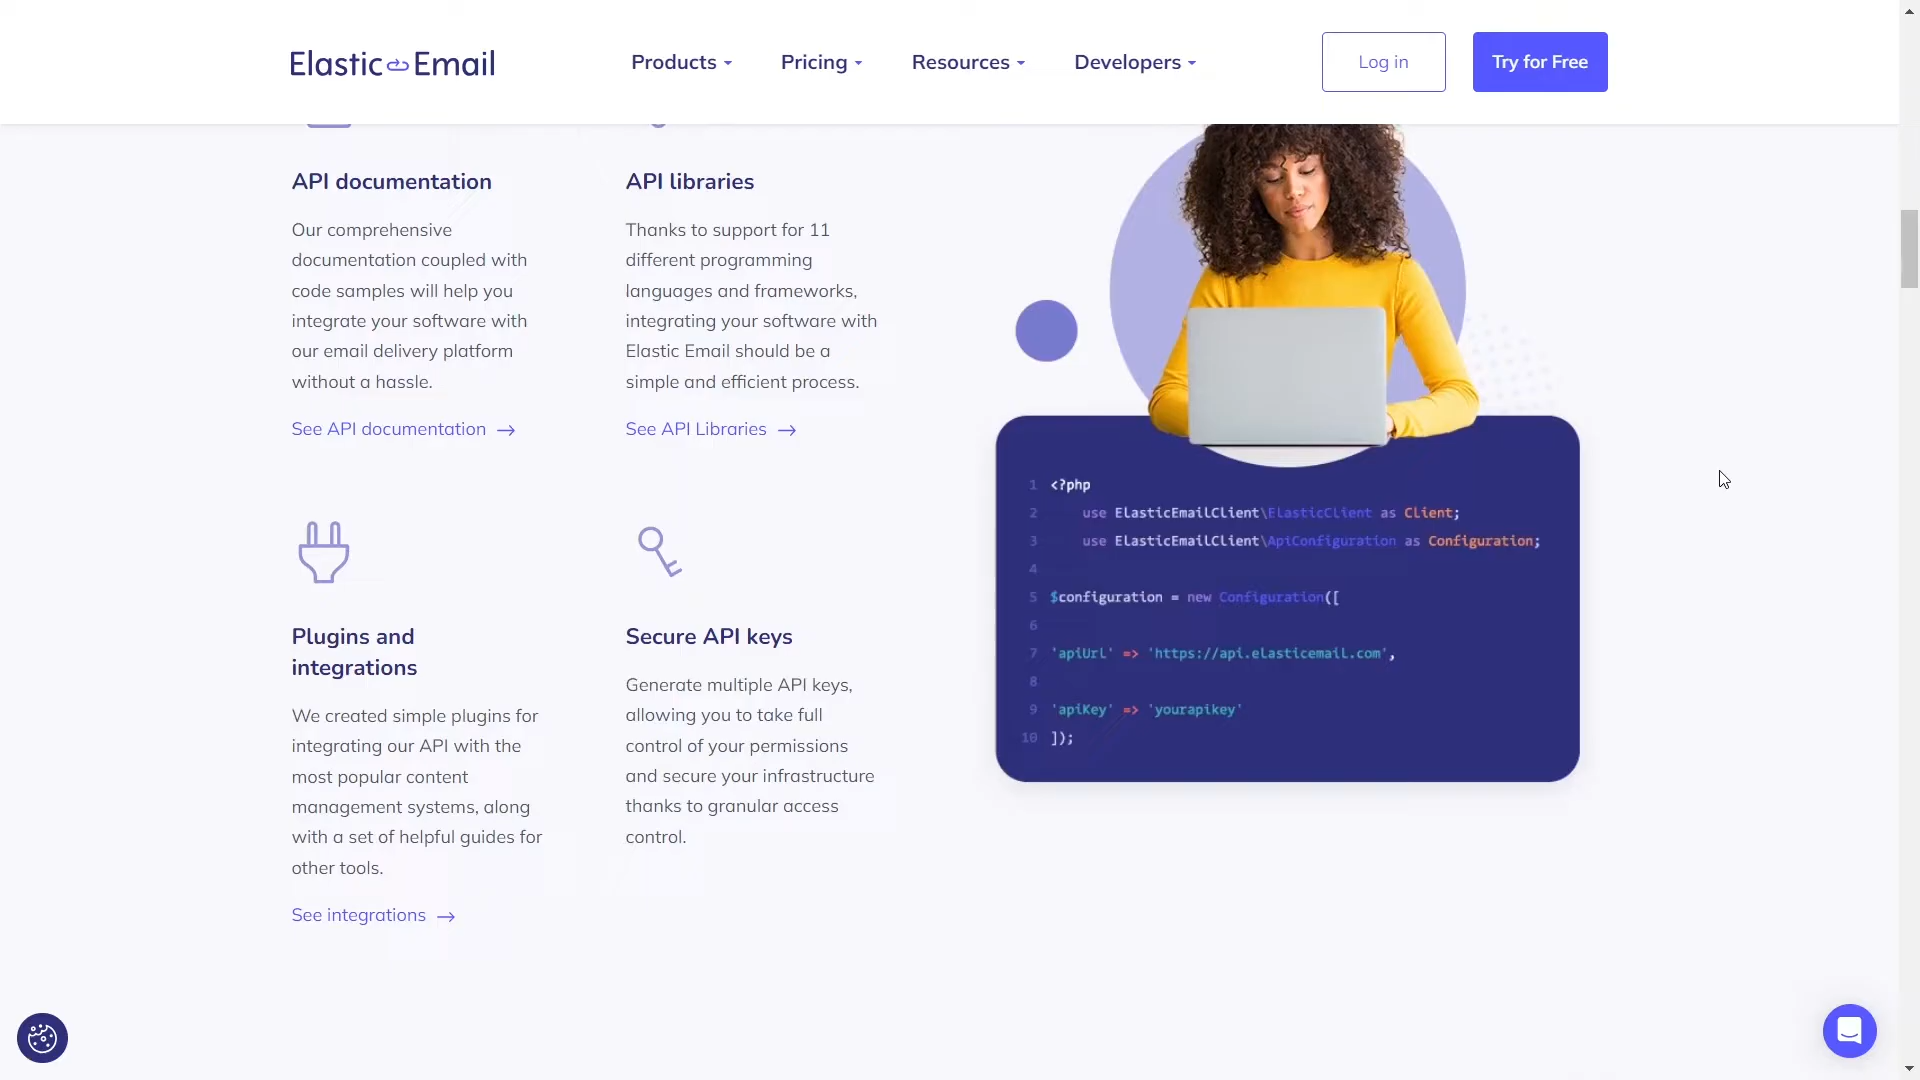 Elastic Email
Products
Pricing
Resources
Developers
Log in
Try for Free
API documentation
Our comprehensive
documentation coupled with
code samples will help you
integrate your software with
our email delivery platform
without a hassle.
See API documentation
API libraries
Thanks to support for 11
different programming
languages and frameworks,
integrating your software with
Elastic Email should be a
simple and efficient process.
See API Libraries
Plugins and
integrations
We created simple plugins for
integrating our API with the
most popular content
management systems, along
with a set of helpful guides for
other tools.
See integrations
Secure API keys
Generate multiple API keys,
allowing you to take full
control of your permissions
and secure your infrastructure
thanks to granular access
control.
1 <?php
2 use ElasticEmailClient\ElasticClient as Client;
3 use ElasticEmailClient\ApiConfiguration as Configuration;
4
5 $configuration = new Configuration([
6
7 'apiUrl' => 'https://api.elasticemail.com',
8
9 'apiKey' => 'yourapikey'
10 ]);